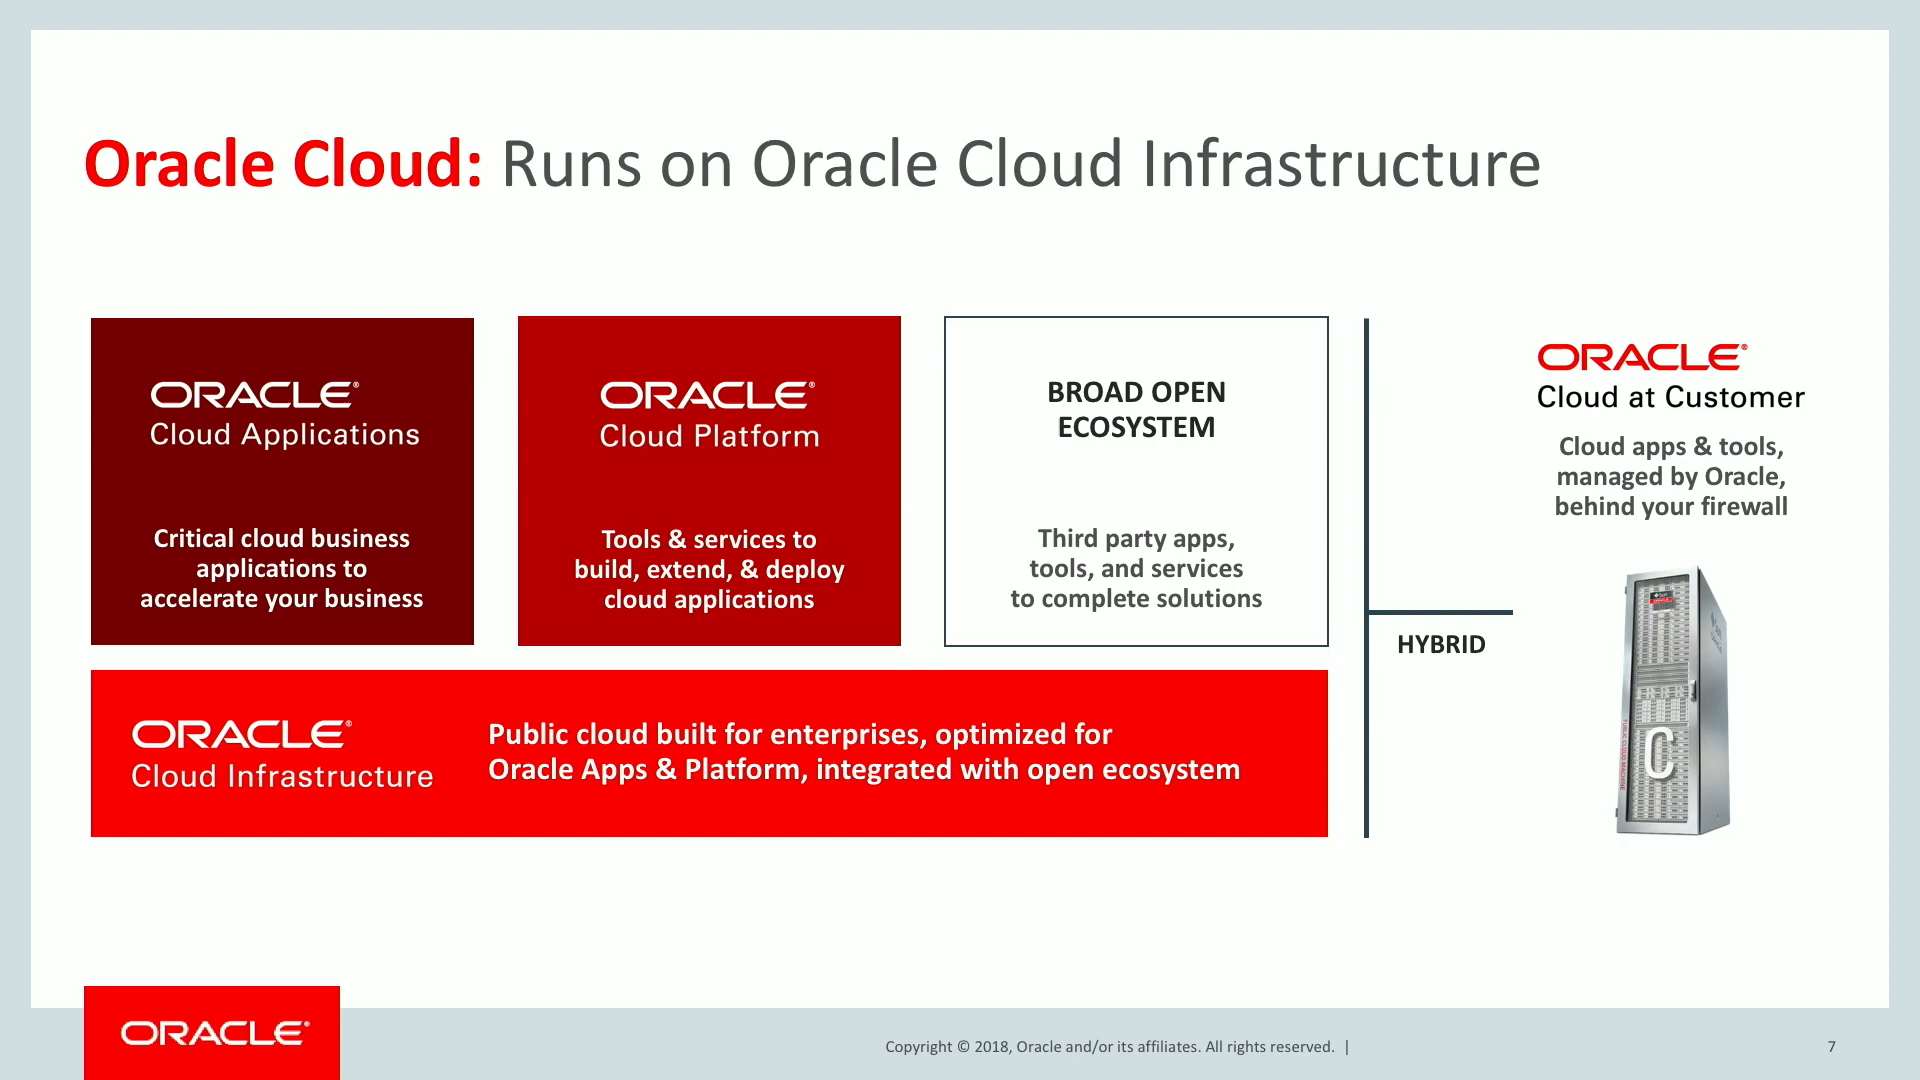 Oracle Cloud: Runs on Oracle Cloud Infrastructure
ORACLE®
Cloud Applications
Critical cloud business
applications to
accelerate your business
ORACLE®
Cloud Platform
Tools & services to
build, extend, & deploy
cloud applications
BROAD OPEN
ECOSYSTEM
Third party apps,
tools, and services
to complete solutions
ORACLE®
Cloud Infrastructure
Public cloud built for enterprises, optimized for
Oracle Apps & Platform, integrated with open ecosystem
HYBRID
ORACLE®
Cloud at Customer
Cloud apps & tools,
managed by Oracle,
behind your firewall
Sun
C
ORACLE®
Copyright © 2018, Oracle and/or its affiliates. All rights reserved. |
7